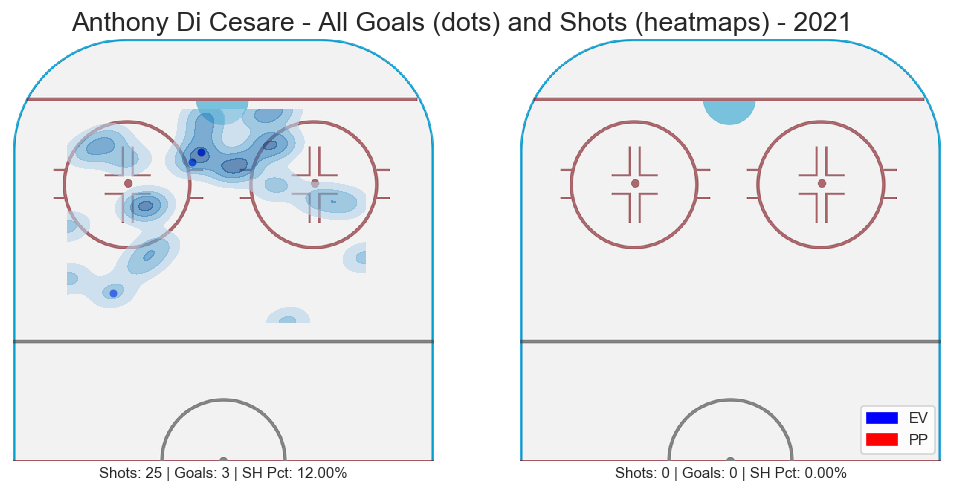 Anthony Di Cesare - All Goals (dots) and Shots (heatmaps) - 2021
EV
PP
Shots: 25 | Goals: 3 | SH Pct: 12.00%
Shots: 0 | Goals: 0 | SH Pct: 0.00%